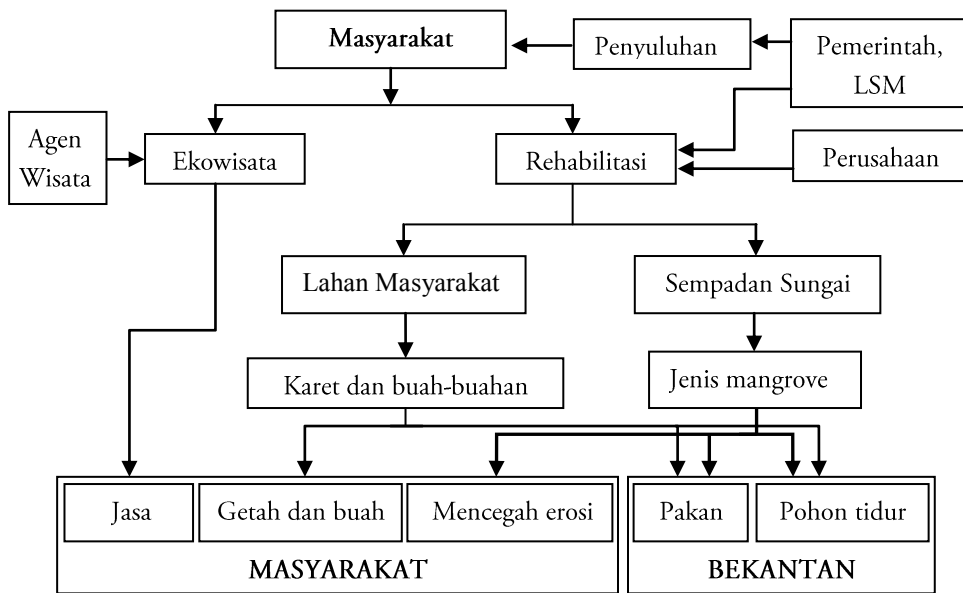 Masyarakat
Penyuluhan
Pemerintah,
LSM
Agen
Wisata
Ekowisata
Rehabilitasi
Perusahaan
Lahan Masyarakat
Sempadan Sungai
Karet dan buah-buahan
Jenis mangrove
Jasa
Getah dan buah
Mencegah erosi
Pakan
Pohon tidur
MASYARAKAT
BEKANTAN